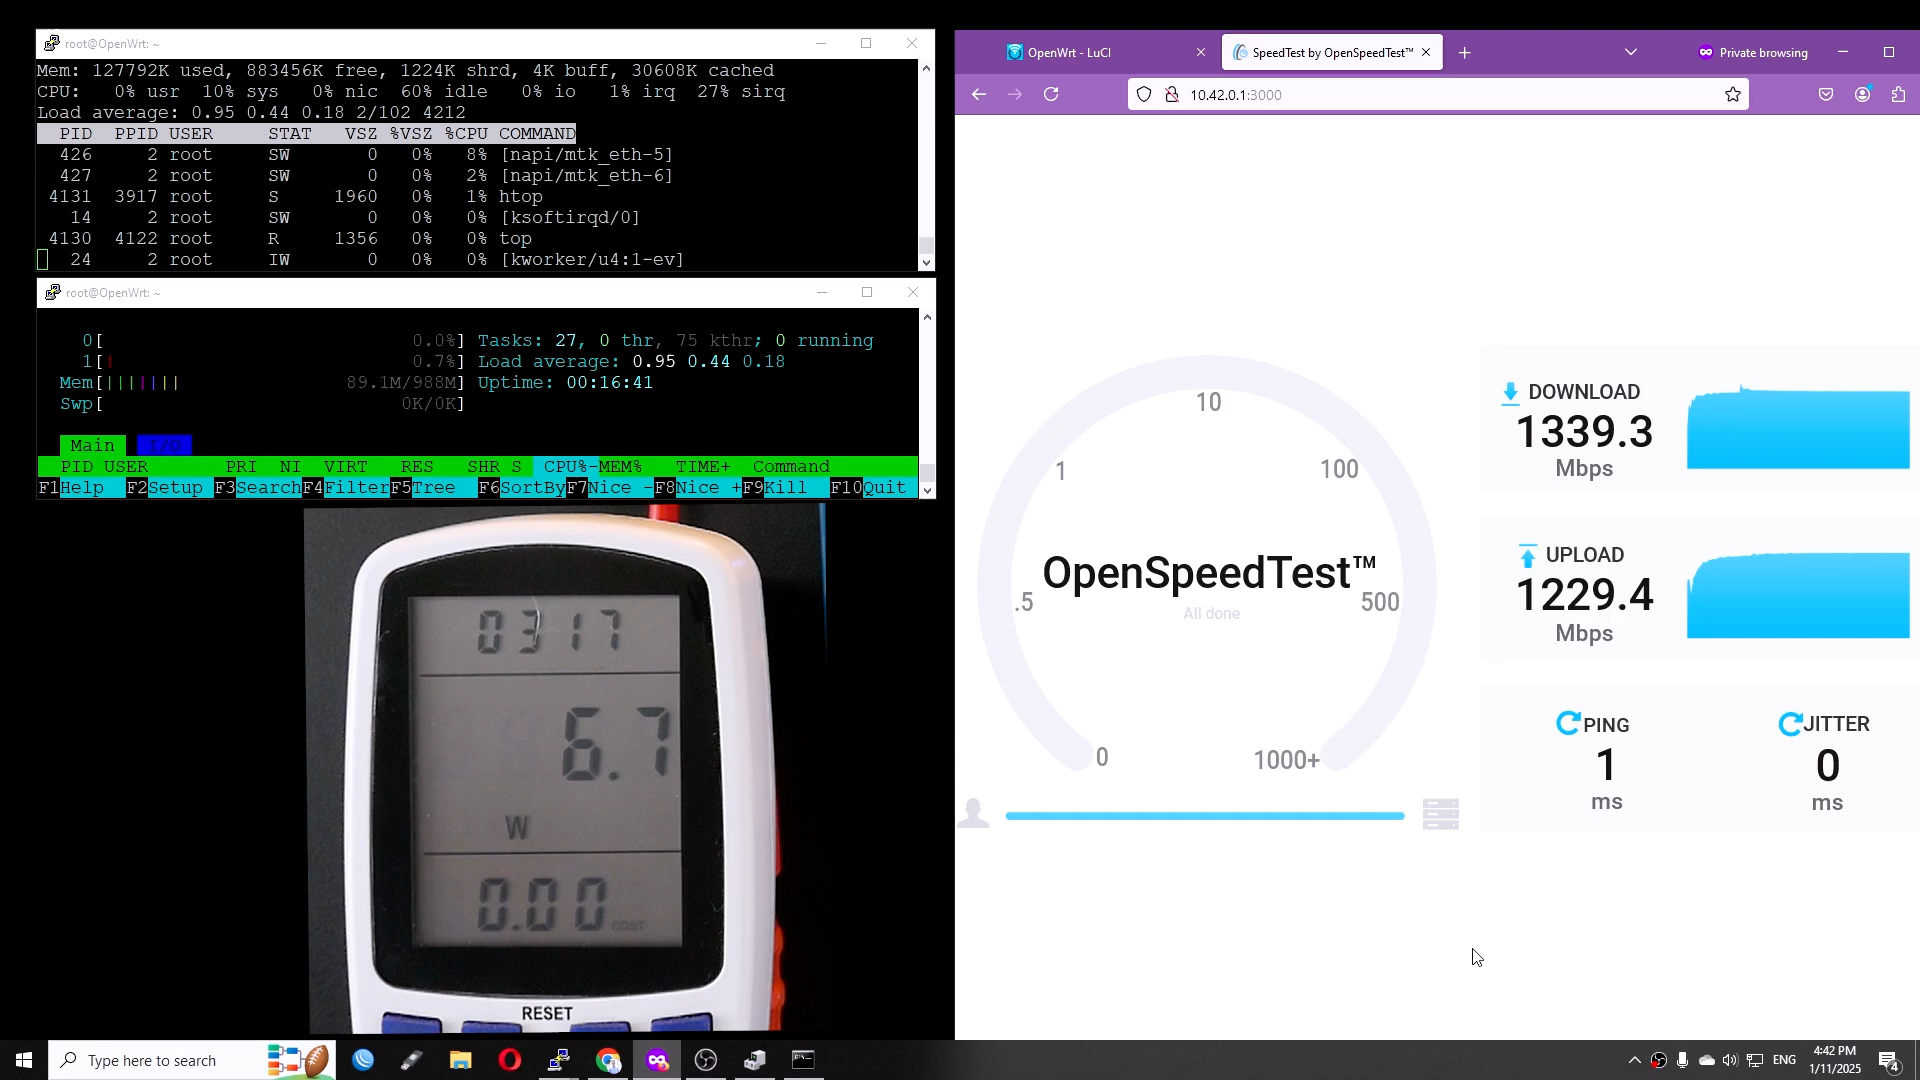 root@OpenWrt: ~
Mem: 127792K used, 883456K free, 1224K shrd, 4K buff, 30608K cached
CPU:   0% usr  10% sys   0% nic  60% idle   0% io   1% irq  27% sirq
Load average: 0.95 0.44 0.18 2/102 4212
PID  PPID USER     STAT   VSZ %VSZ %CPU COMMAND
426     2 root     SW       0   0%   8% [napi/mtk_eth-5]
427     2 root     SW       0   0%   2% [napi/mtk_eth-6]
4131  3917 root     S     1960   0%   1% htop
14     2 root     SW       0   0%   0% [ksoftirqd/0]
4130  4122 root     R     1356   0%   0% top
24     2 root     IW       0   0%   0% [kworker/u4:1-ev]
root@OpenWrt: ~
0[ 0.0%] Tasks: 27, 0 thr, 75 kthr; 0 running
1[| 0.7%] Load average: 0.95 0.44 0.18
Mem[||||||| 89.1M/988M] Uptime: 00:16:41
Swp[ 0K/0K]
Main I/O
PID USER PRI NI VIRT RES SHR S CPU%-MEM% TIME+ Command
F1Help F2Setup F3SearchF4FilterF5Tree F6SortByF7Nice -F8Nice +F9Kill F10Quit
0317
6.7
W
0.00 COST
RESET
OpenWrt - LuCI
SpeedTest by OpenSpeedTest™
Private browsing
10.42.0.1:3000
10
1
100
OpenSpeedTest™
All done
.5
500
0
1000+
DOWNLOAD
1339.3
Mbps
UPLOAD
1229.4
Mbps
PING
1
ms
JITTER
0
ms
Type here to search
ENG
4:42 PM
1/11/2025
4